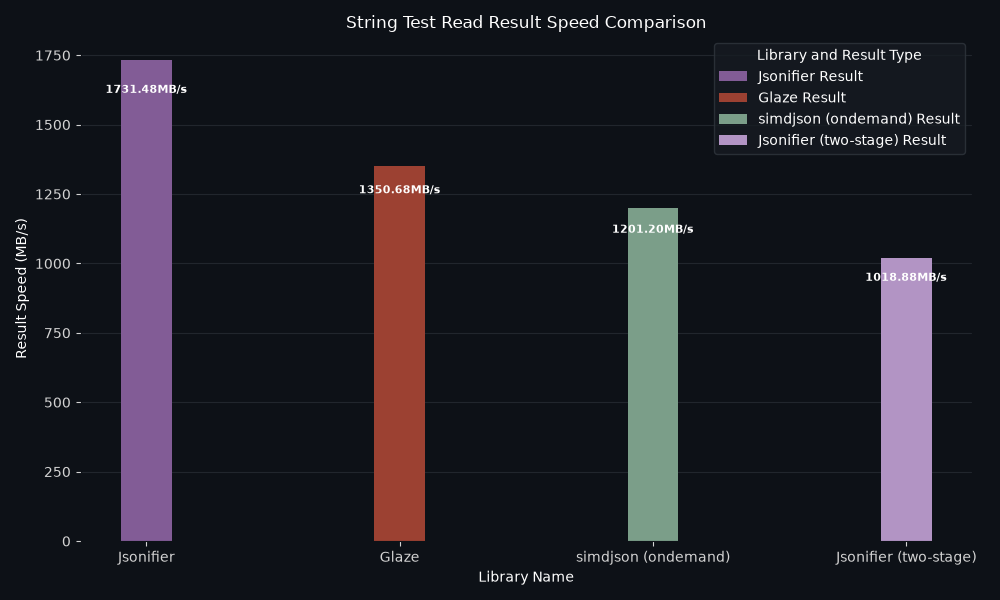 String Test Read Result Speed Comparison
Library and Result Type
Jsonifier Result
Glaze Result
simdjson (ondemand) Result
Jsonifier (two-stage) Result
Result Speed (MB/s)
1750
1500
1250
1000
750
500
250
0
1731.48MB/s
1350.68MB/s
1201.20MB/s
1018.88MB/s
Jsonifier
Glaze
simdjson (ondemand)
Jsonifier (two-stage)
Library Name